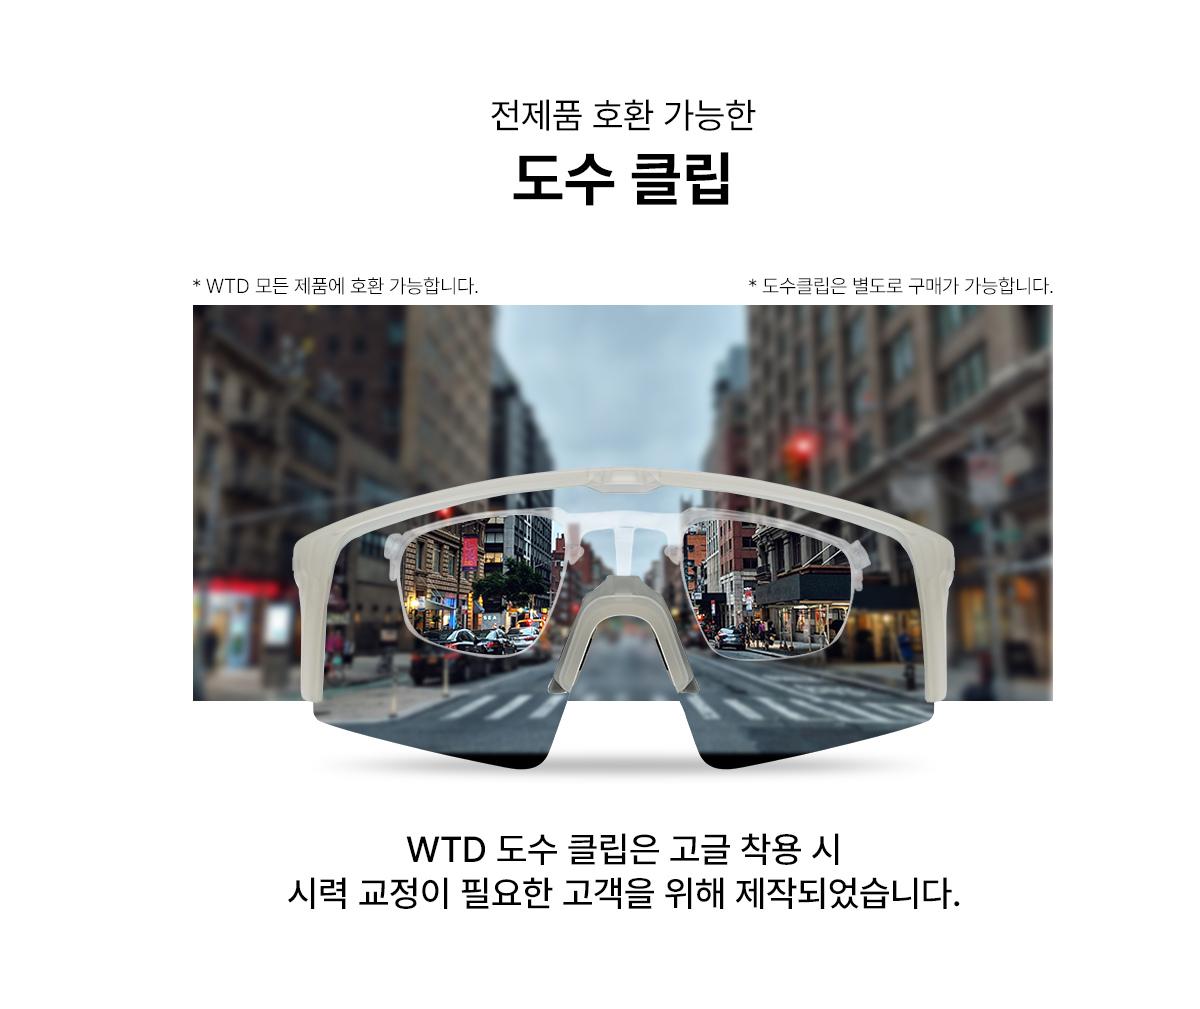 전제품 호환 가능한
도수 클립
* WTD 모든 제품에 호환 가능합니다.
* 도수클립은 별도로 구매가 가능합니다.
SEA
WTD 도수 클립은 고글 착용 시
시력 교정이 필요한 고객을 위해 제작되었습니다.